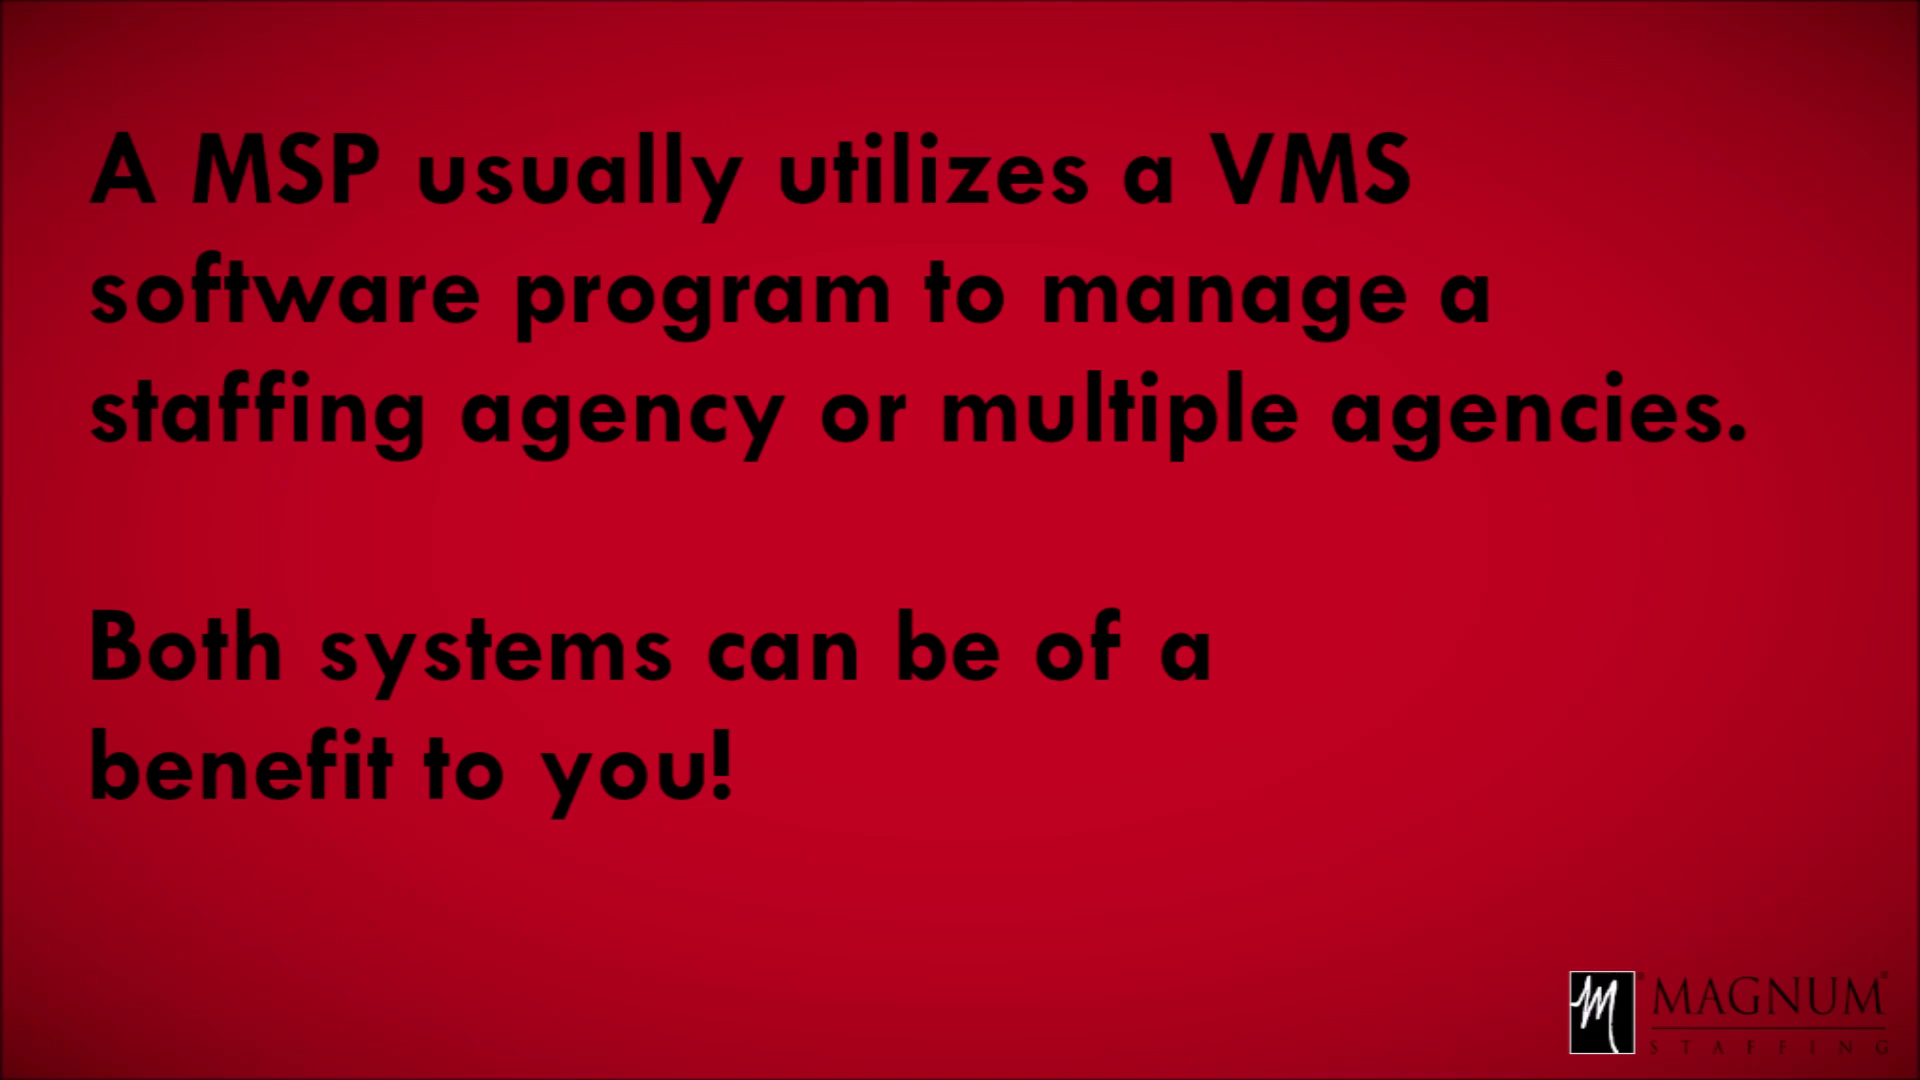 A MSP usually utilizes a VMS
software program to manage a
staffing agency or multiple agencies.
Both systems can be of a
benefit to you!
M® MAGNUM®
STAFFING